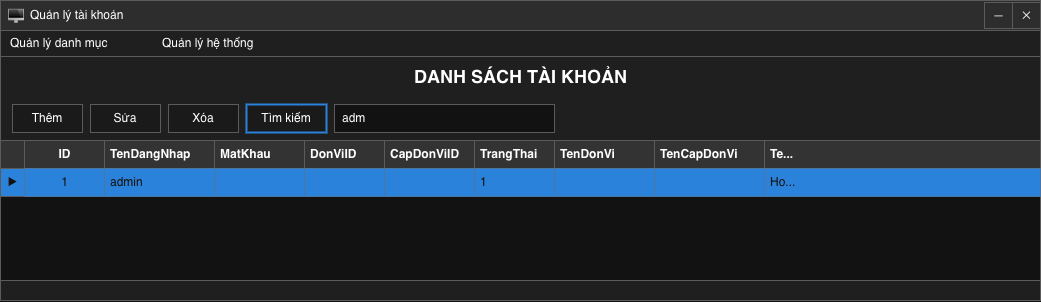 Quản lý tài khoản
Quản lý danh mục Quản lý hệ thống
DANH SÁCH TÀI KHOẢN
Thêm Sửa Xóa Tìm kiếm adm
ID TenDangNhap MatKhau DonViID CapDonViID TrangThai TenDonVi TenCapDonVi Te...
1 admin 1 Ho...